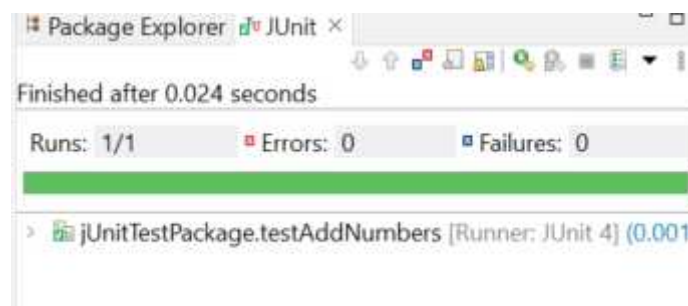 Package Explorer JUnit
Finished after 0.024 seconds
Runs: 1/1 Errors: 0 Failures: 0
jUnitTestPackage.testAddNumbers [Runner: JUnit 4] (0.001